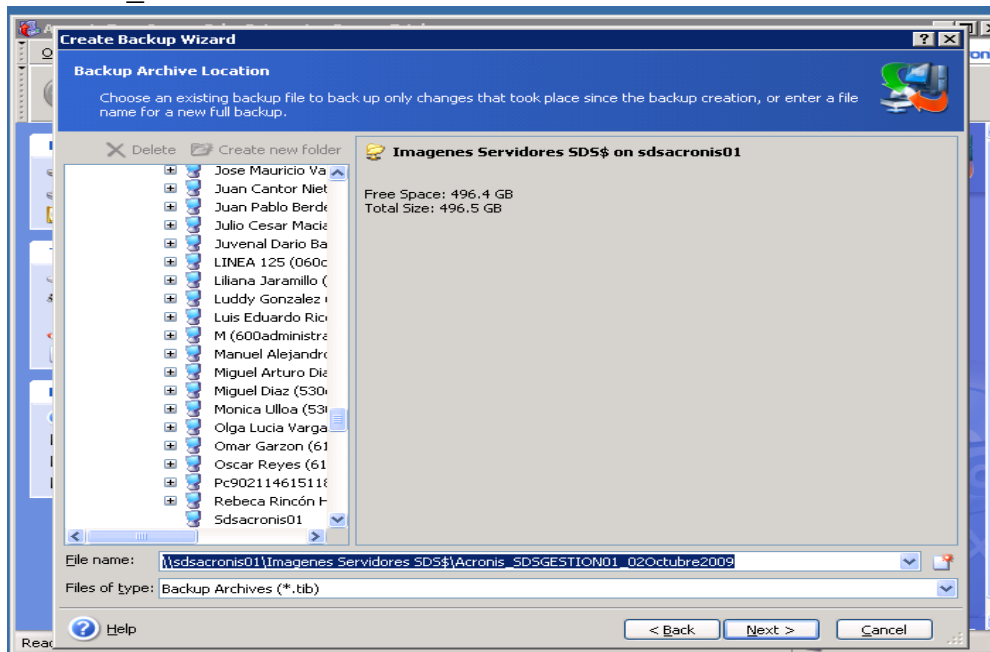 Create Backup Wizard
Backup Archive Location
Choose an existing backup file to back up only changes that took place since the backup creation, or enter a file
name for a new full backup.
Delete Create new folder
Jose Mauricio Va
Juan Cantor Niet
Juan Pablo Berde
Julio Cesar Macia
Juvenal Dario Ba
LINEA 125 (060c
Liliana Jaramillo (
Luddy Gonzalez
Luis Eduardo Ric
M (600administra
Manuel Alejandro
Miguel Arturo Dia
Miguel Diaz (530
Monica Ulloa (53
Olga Lucia Varga
Omar Garzon (61
Oscar Reyes (61
Pc902114615118
Rebeca Rincón H
Sdsacronis01
Imagenes Servidores SDS$ on sdsacronis01
Free Space: 496.4 GB
Total Size: 496.5 GB
File name: \\sdsacronis01\Imagenes Servidores SDS$\Acronis_SDSGESTION01_02Octubre2009
Files of type: Backup Archives (*.tib)
Help < Back Next > Cancel
Read